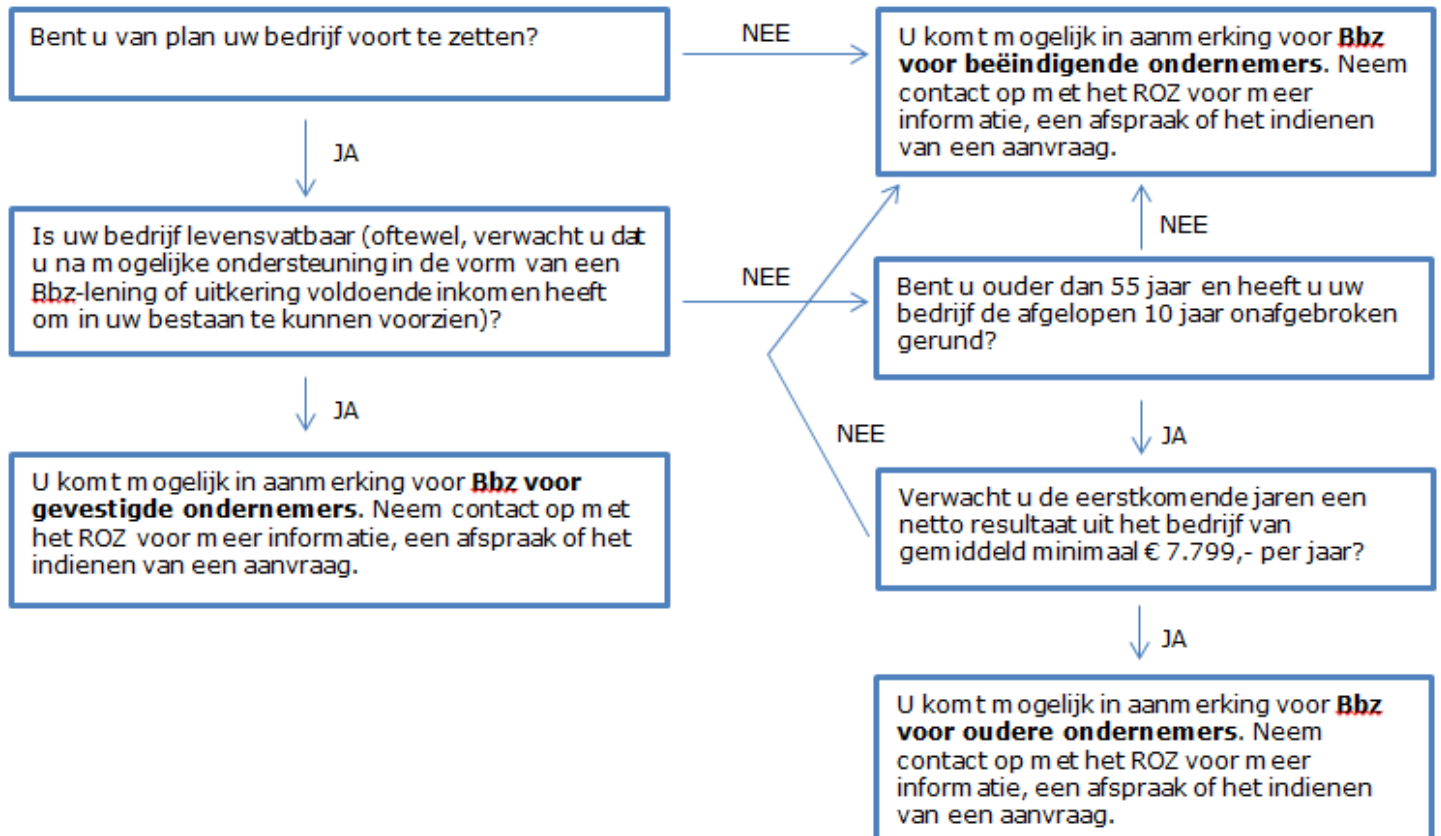 Bent u van plan uw bedrijf voort te zetten?
NEE
U komt mogelijk in aanmerking voor Bbz
voor beëindigende ondernemers. Neem
contact op met het ROZ voor meer
informatie, een afspraak of het indienen
van een aanvraag.
JA
Is uw bedrijf levensvatbaar (oftewel, verwacht u dat
u na mogelijke ondersteuning in de vorm van een
Bbz-lening of uitkering voldoende inkomen heeft
om in uw bestaan te kunnen voorzien)?
NEE
NEE
Bent u ouder dan 55 jaar en heeft u uw
bedrijf de afgelopen 10 jaar onafgebroken
gerund?
JA
U komt mogelijk in aanmerking voor Bbz voor
gevestigde ondernemers. Neem contact op met
het ROZ voor meer informatie, een afspraak of het
indienen van een aanvraag.
NEE
JA
Verwacht u de eerstkomende jaren een
netto resultaat uit het bedrijf van
gemiddeld minimaal € 7.799,- per jaar?
JA
U komt mogelijk in aanmerking voor Bbz
voor oudere ondernemers. Neem
contact op met het ROZ voor meer
informatie, een afspraak of het indienen
van een aanvraag.